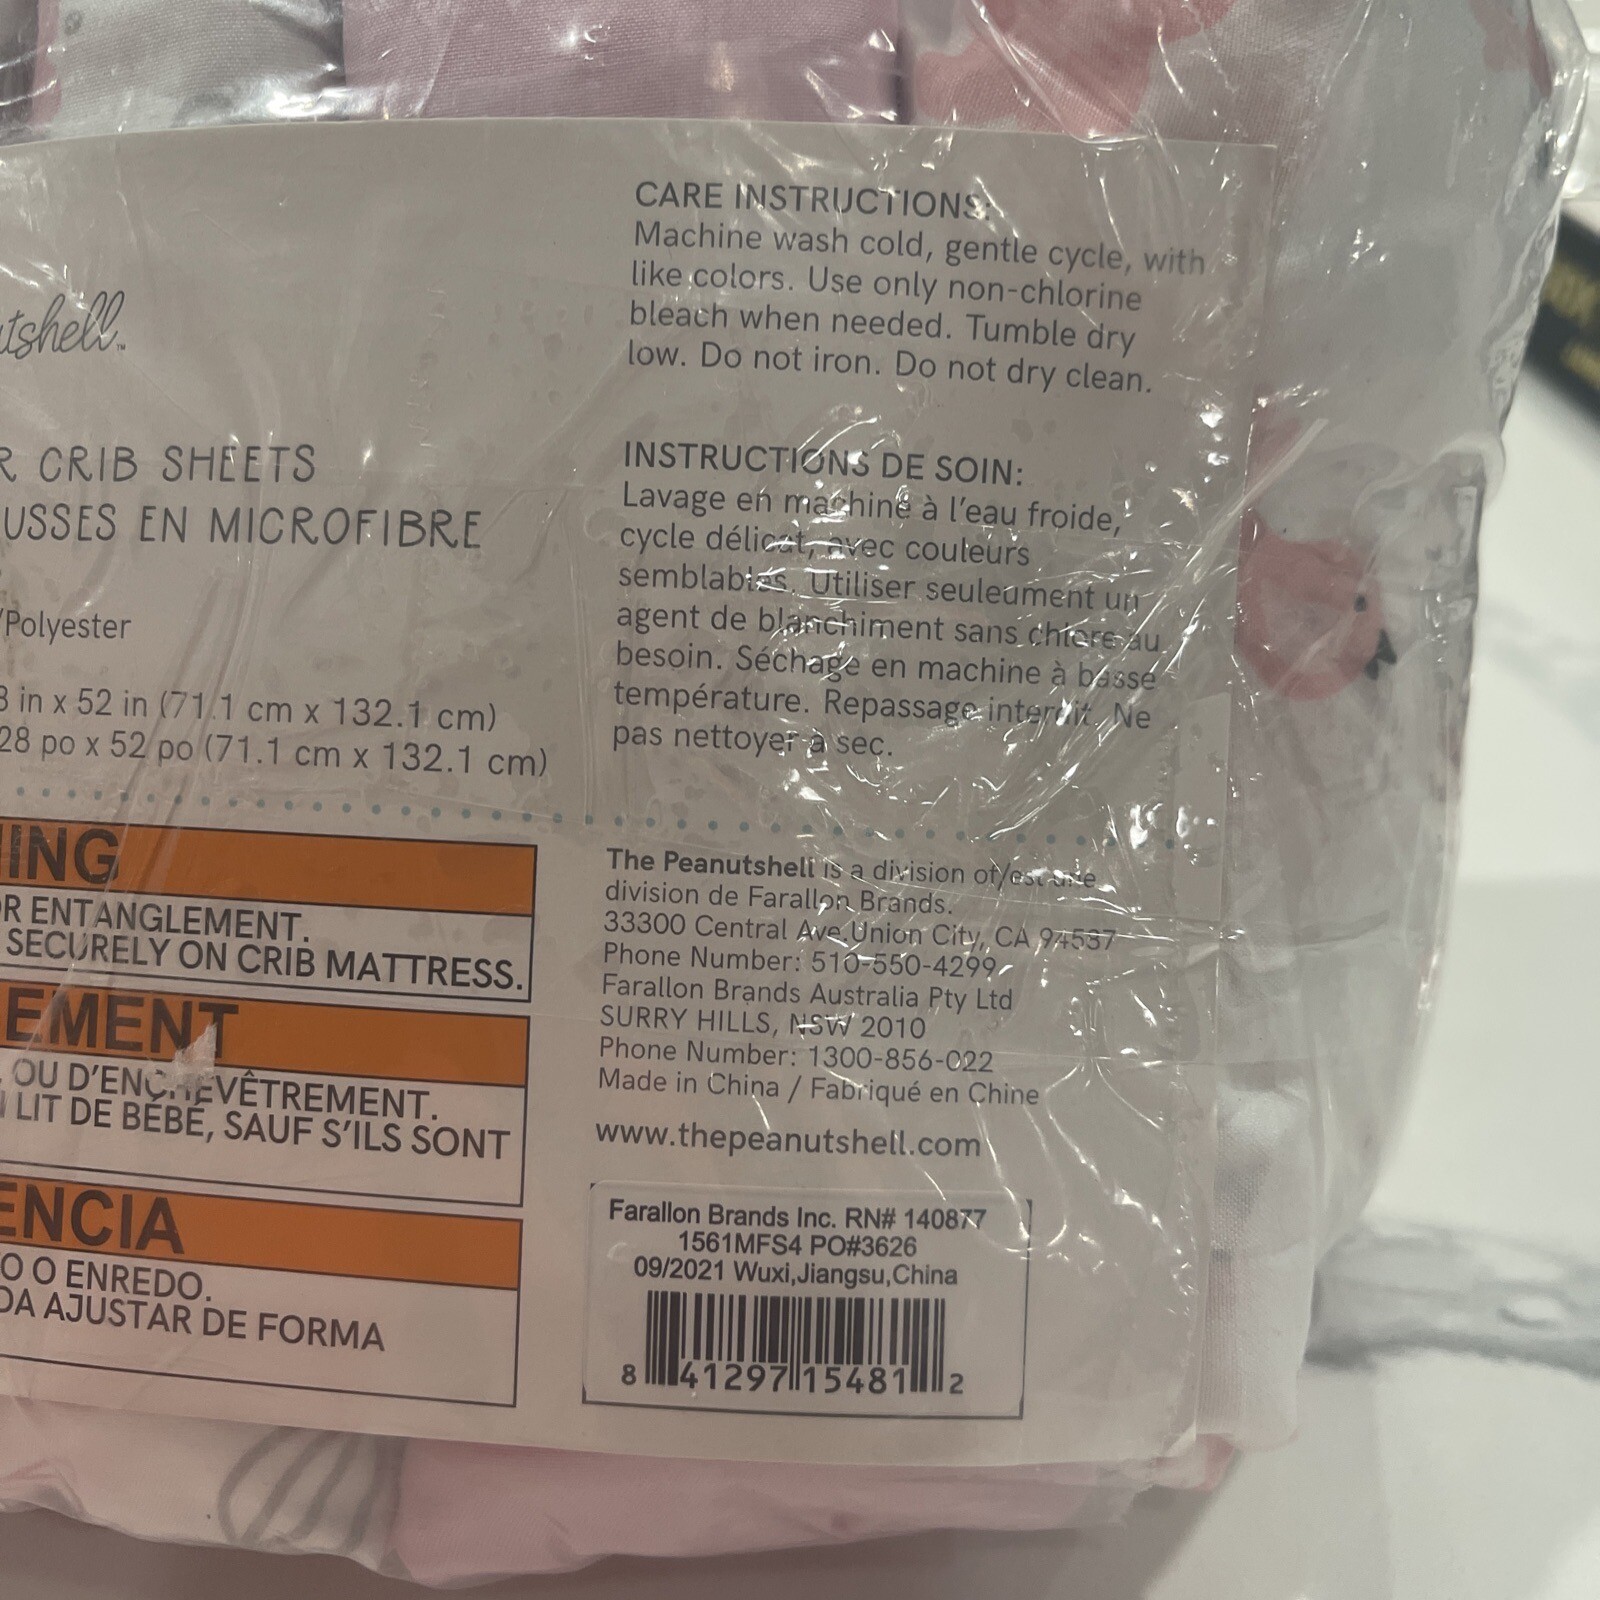 utshell™
R CRIB SHEETS
USSES EN MICROFIBRE
/Polyester
8 in x 52 in (71.1 cm x 132.1 cm)
28 po x 52 po (71.1 cm x 132.1 cm)
ING
OR ENTANGLEMENT.
SECURELY ON CRIB MATTRESS.
EMENT
OU D'ENCHEVÊTREMENT.
LIT DE BÉBÉ, SAUF S'ILS SONT
ENCIA
O O ENREDO.
DA AJUSTAR DE FORMA
CARE INSTRUCTIONS:
Machine wash cold, gentle cycle, with
like colors. Use only non-chlorine
bleach when needed. Tumble dry
low. Do not iron. Do not dry clean.
INSTRUCTIONS DE SOIN:
Lavage en machine à l'eau froide,
cycle délicat, avec couleurs
semblables. Utiliser seuleument un
agent de blanchiment sans chlore au
besoin. Séchage en machine à basse
température. Repassage interdit. Ne
pas nettoyer à sec.
The Peanutshell is a division of/est une
division de Farallon Brands.
33300 Central Ave.Union City, CA 94587
Phone Number: 510-550-4299
Farallon Brands Australia Pty Ltd
SURRY HILLS, NSW 2010
Phone Number: 1300-856-022
Made in China / Fabriqué en Chine
www.thepeanutshell.com
Farallon Brands Inc. RN# 140877
1561MFS4 PO#3626
09/2021 Wuxi,Jiangsu,China
8 41297 15481 2